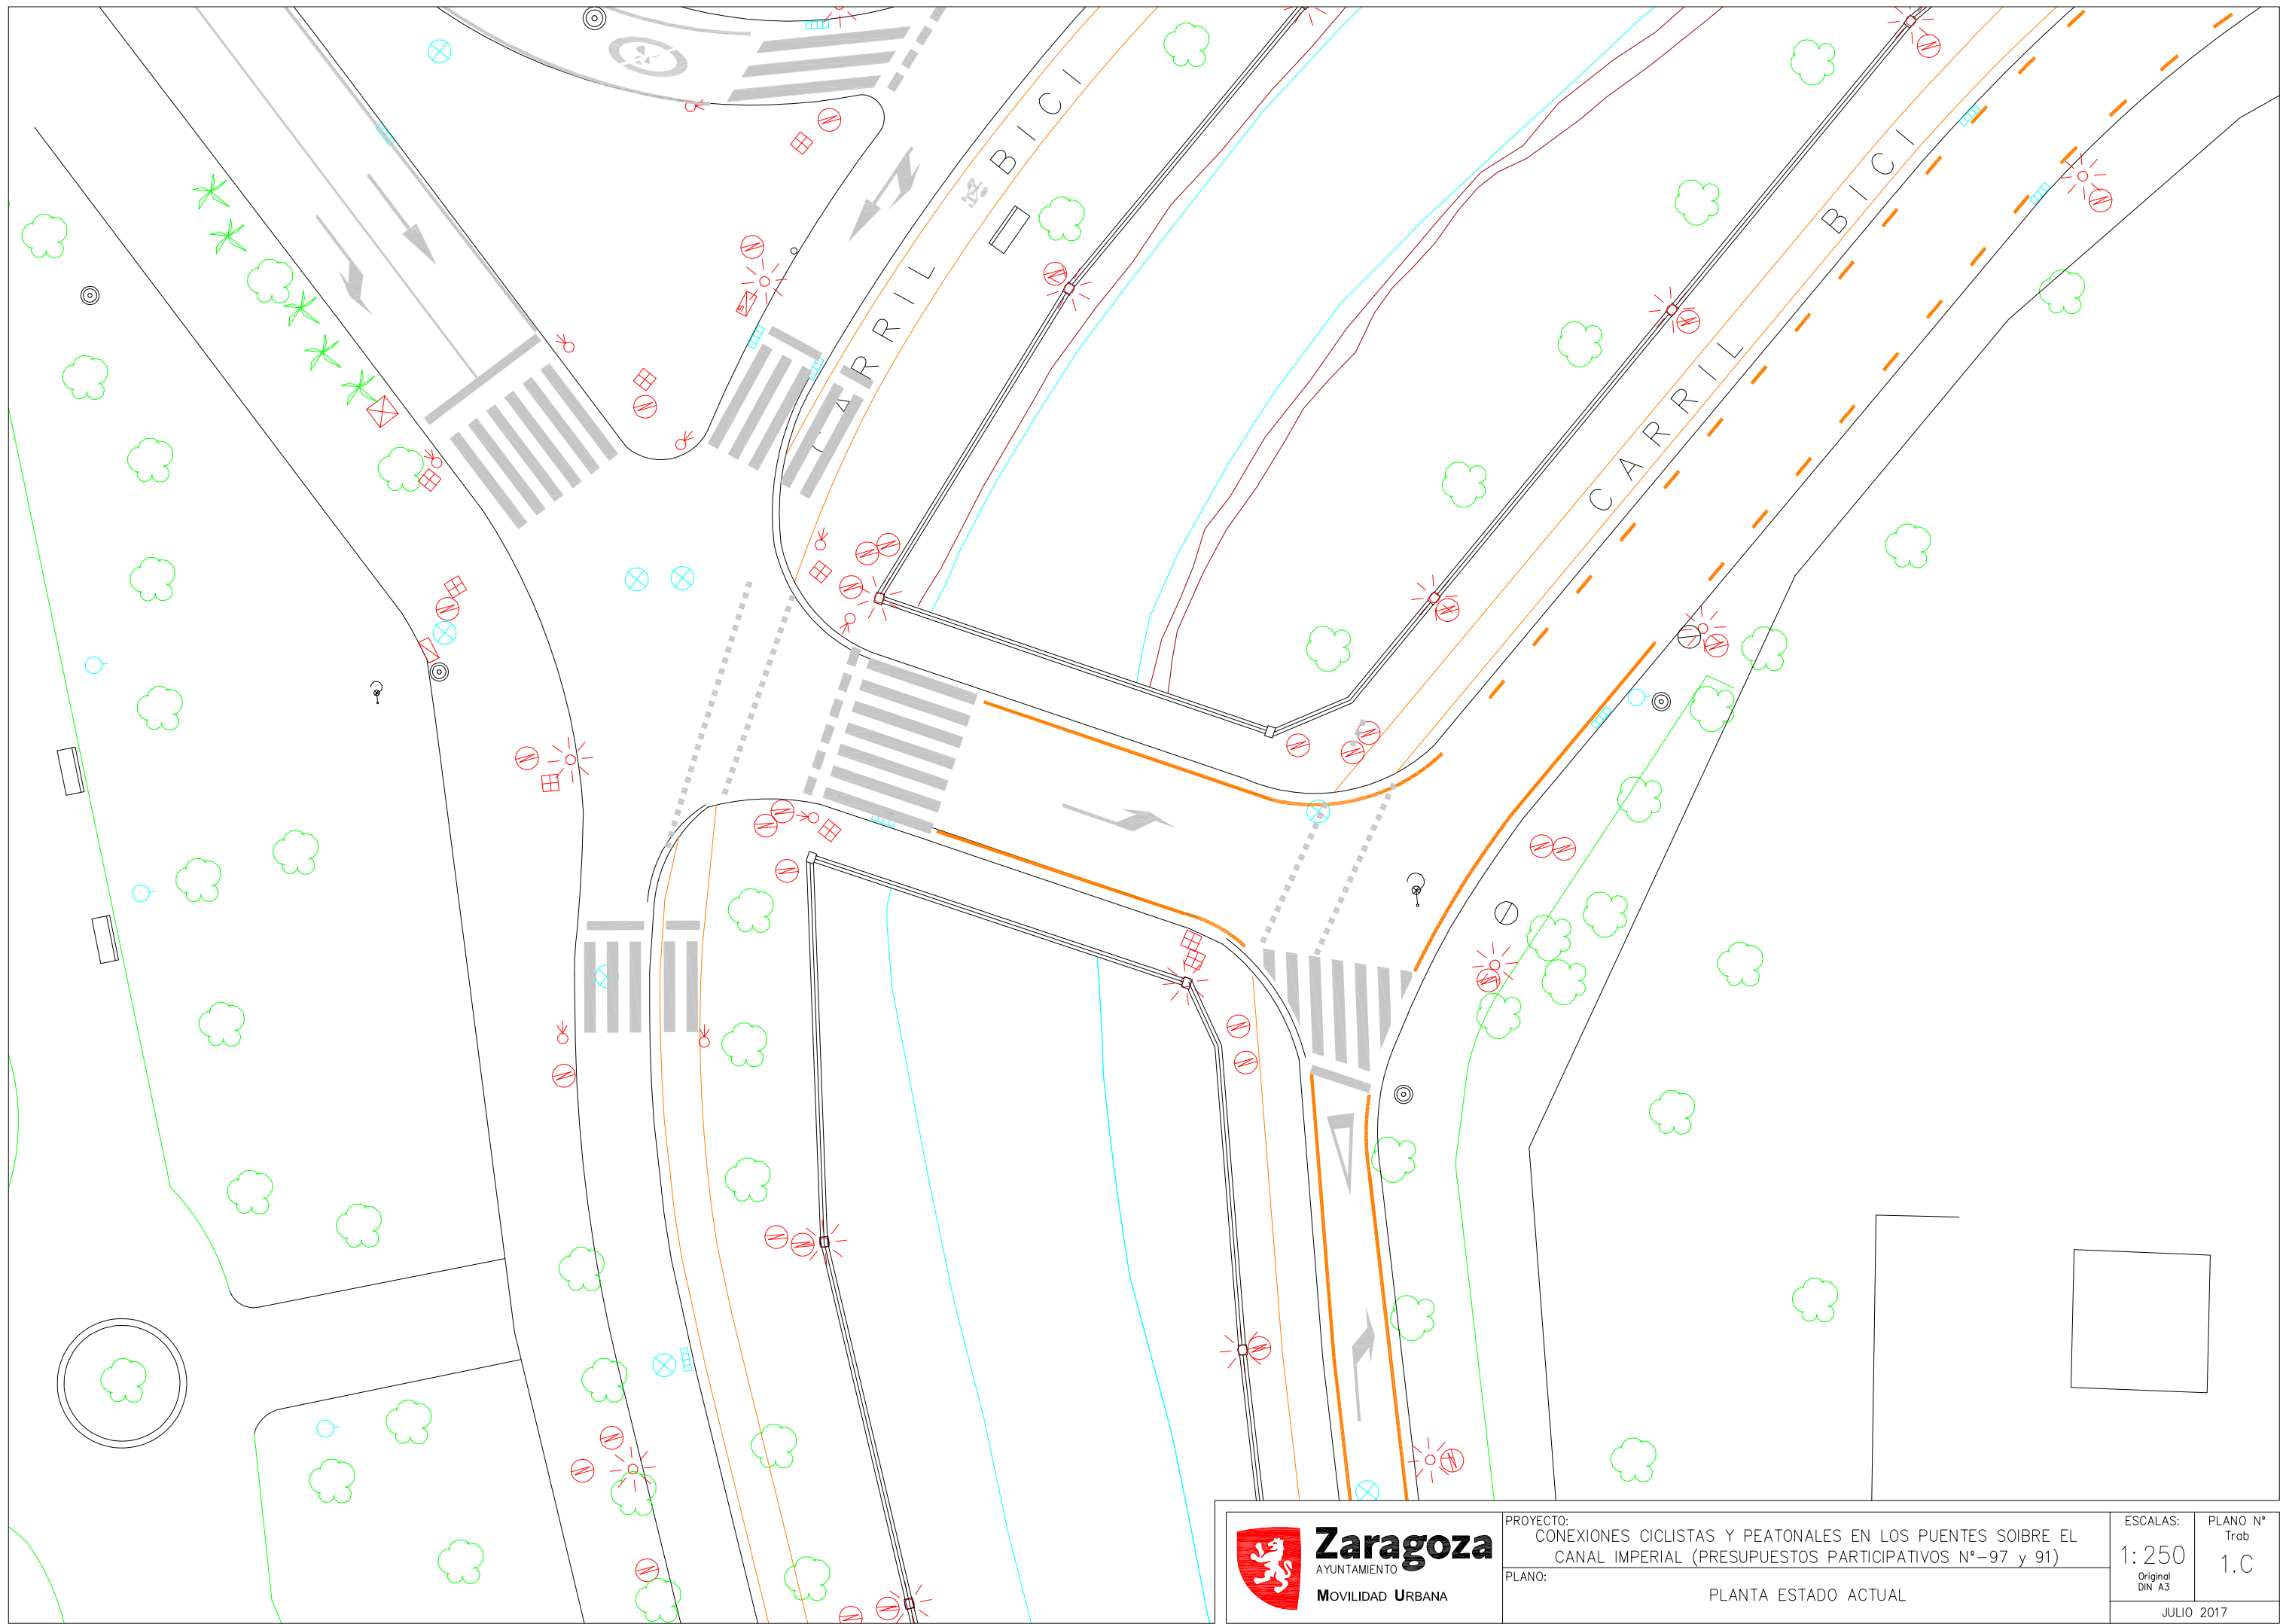 CARRIL BICI
CARRIL BICI
Zaragoza
AYUNTAMIENTO
MOVILIDAD URBANA
PROYECTO:
CONEXIONES CICLISTAS Y PEATONALES EN LOS PUENTES SOIBRE EL
CANAL IMPERIAL (PRESUPUESTOS PARTICIPATIVOS Nº-97 y 91)
PLANO:
PLANTA ESTADO ACTUAL
ESCALAS:
1:250
Original
DIN A3
PLANO Nº
Trab
1.C
JULIO 2017